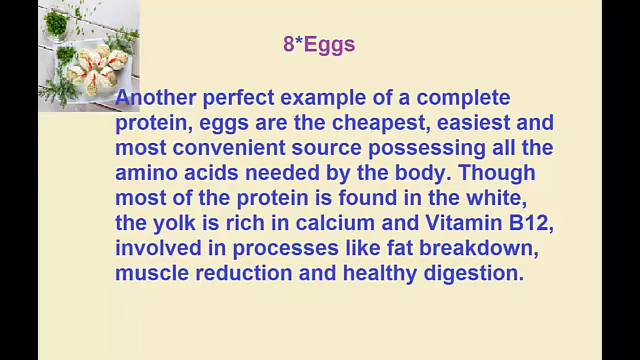 8*Eggs
Another perfect example of a complete
protein, eggs are the cheapest, easiest and
most convenient source possessing all the
amino acids needed by the body. Though
most of the protein is found in the white,
the yolk is rich in calcium and Vitamin B12,
involved in processes like fat breakdown,
muscle reduction and healthy digestion.